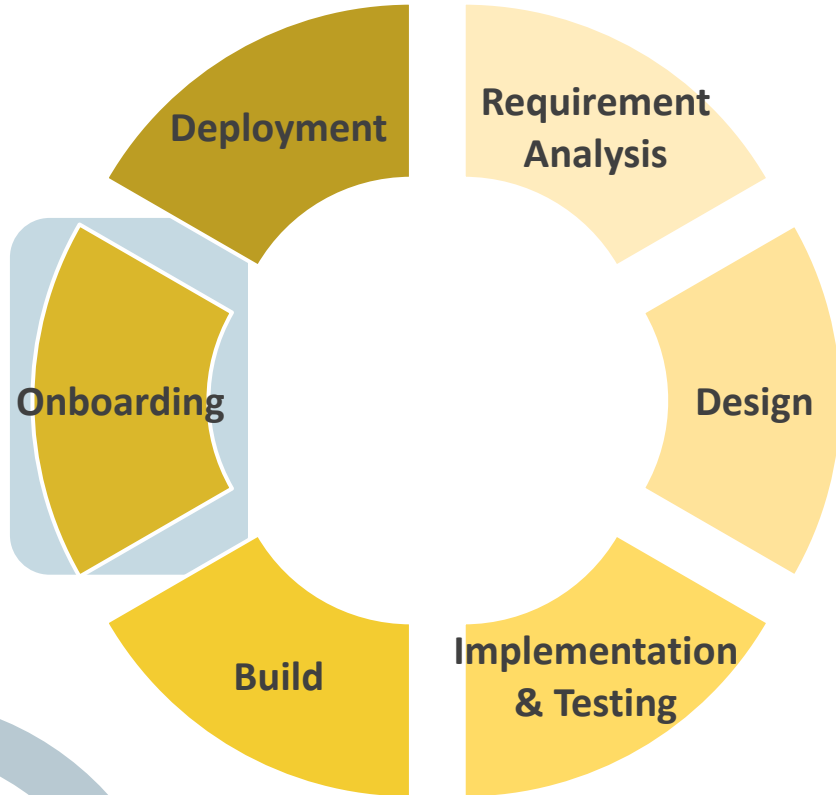 Requirement
Analysis
Design
Implementation
& Testing
Build
Onboarding
Deployment